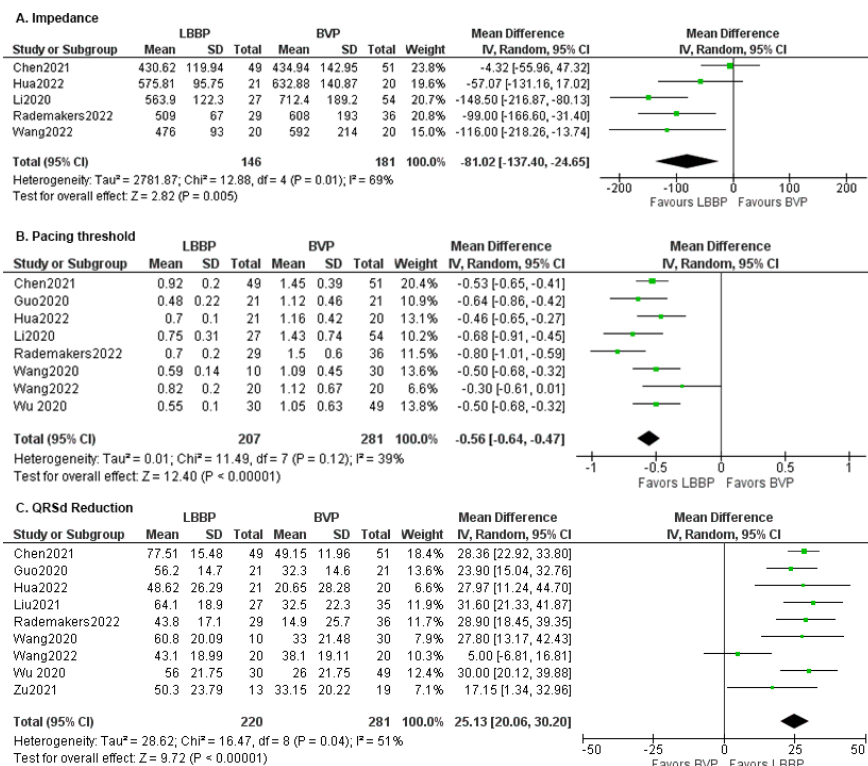 A. Impedance
LBBP BVP Mean Difference Mean Difference
Study or Subgroup Mean SD Total Mean SD Total Weight IV, Random, 95% CI IV, Random, 95% CI
Chen2021 430.62 119.94 49 434.94 142.95 51 23.8% -4.32 [-55.96, 47.32]
Hua2022 575.81 95.75 21 632.88 140.87 20 19.6% -57.07 [-131.16, 17.02]
Li2020 563.9 122.3 27 712.4 189.2 54 20.7% -148.50 [-216.87, -80.13]
Rademakers2022 509 67 29 608 193 36 20.8% -99.00 [-166.60, -31.40]
Wang2022 476 93 20 592 214 20 15.0% -116.00 [-218.26, -13.74]
Total (95% CI) 146 181 100.0% -81.02 [-137.40, -24.65]
Heterogeneity: Tau² = 2781.87; Chi² = 12.88, df = 4 (P = 0.01); I² = 69%
Test for overall effect: Z = 2.82 (P = 0.005)
-200 -100 0 100 200
Favours LBBP Favours BVP
B. Pacing threshold
LBBP BVP Mean Difference Mean Difference
Study or Subgroup Mean SD Total Mean SD Total Weight IV, Random, 95% CI IV, Random, 95% CI
Chen2021 0.92 0.2 49 1.45 0.39 51 20.4% -0.53 [-0.65, -0.41]
Guo2020 0.48 0.22 21 1.12 0.46 21 10.9% -0.64 [-0.86, -0.42]
Hua2022 0.7 0.1 21 1.16 0.42 20 13.1% -0.46 [-0.65, -0.27]
Li2020 0.75 0.31 27 1.43 0.74 54 10.2% -0.68 [-0.91, -0.45]
Rademakers2022 0.7 0.2 29 1.5 0.6 36 11.5% -0.80 [-1.01, -0.59]
Wang2020 0.59 0.14 10 1.09 0.45 30 13.6% -0.50 [-0.68, -0.32]
Wang2022 0.82 0.2 20 1.12 0.67 20 6.6% -0.30 [-0.61, 0.01]
Wu 2020 0.55 0.1 30 1.05 0.63 49 13.8% -0.50 [-0.68, -0.32]
Total (95% CI) 207 281 100.0% -0.56 [-0.64, -0.47]
Heterogeneity: Tau² = 0.01; Chi² = 11.49, df = 7 (P = 0.12); I² = 39%
Test for overall effect: Z = 12.40 (P < 0.00001)
-1 -0.5 0 0.5 1
Favors LBBP Favors BVP
C. QRSd Reduction
LBBP BVP Mean Difference Mean Difference
Study or Subgroup Mean SD Total Mean SD Total Weight IV, Random, 95% CI IV, Random, 95% CI
Chen2021 77.51 15.48 49 49.15 11.96 51 18.4% 28.36 [22.92, 33.80]
Guo2020 56.2 14.7 21 32.3 14.6 21 13.6% 23.90 [15.04, 32.76]
Hua2022 48.62 26.29 21 20.65 28.28 20 6.6% 27.97 [11.24, 44.70]
Liu2021 64.1 18.9 27 32.5 22.3 35 11.9% 31.60 [21.33, 41.87]
Rademakers2022 43.8 17.1 29 14.9 25.7 36 11.7% 28.90 [18.45, 39.35]
Wang2020 60.8 20.09 10 33 21.48 30 7.9% 27.80 [13.17, 42.43]
Wang2022 43.1 18.99 20 38.1 19.11 20 10.3% 5.00 [-6.81, 16.81]
Wu 2020 56 21.75 30 26 21.75 49 12.4% 30.00 [20.12, 39.88]
Zu2021 50.3 23.79 13 33.15 20.22 19 7.1% 17.15 [1.34, 32.96]
Total (95% CI) 220 281 100.0% 25.13 [20.06, 30.20]
Heterogeneity: Tau² = 28.62; Chi² = 16.47, df = 8 (P = 0.04); I² = 51%
Test for overall effect: Z = 9.72 (P < 0.00001)
-50 -25 0 25 50
Favors BVP Favors LBBP